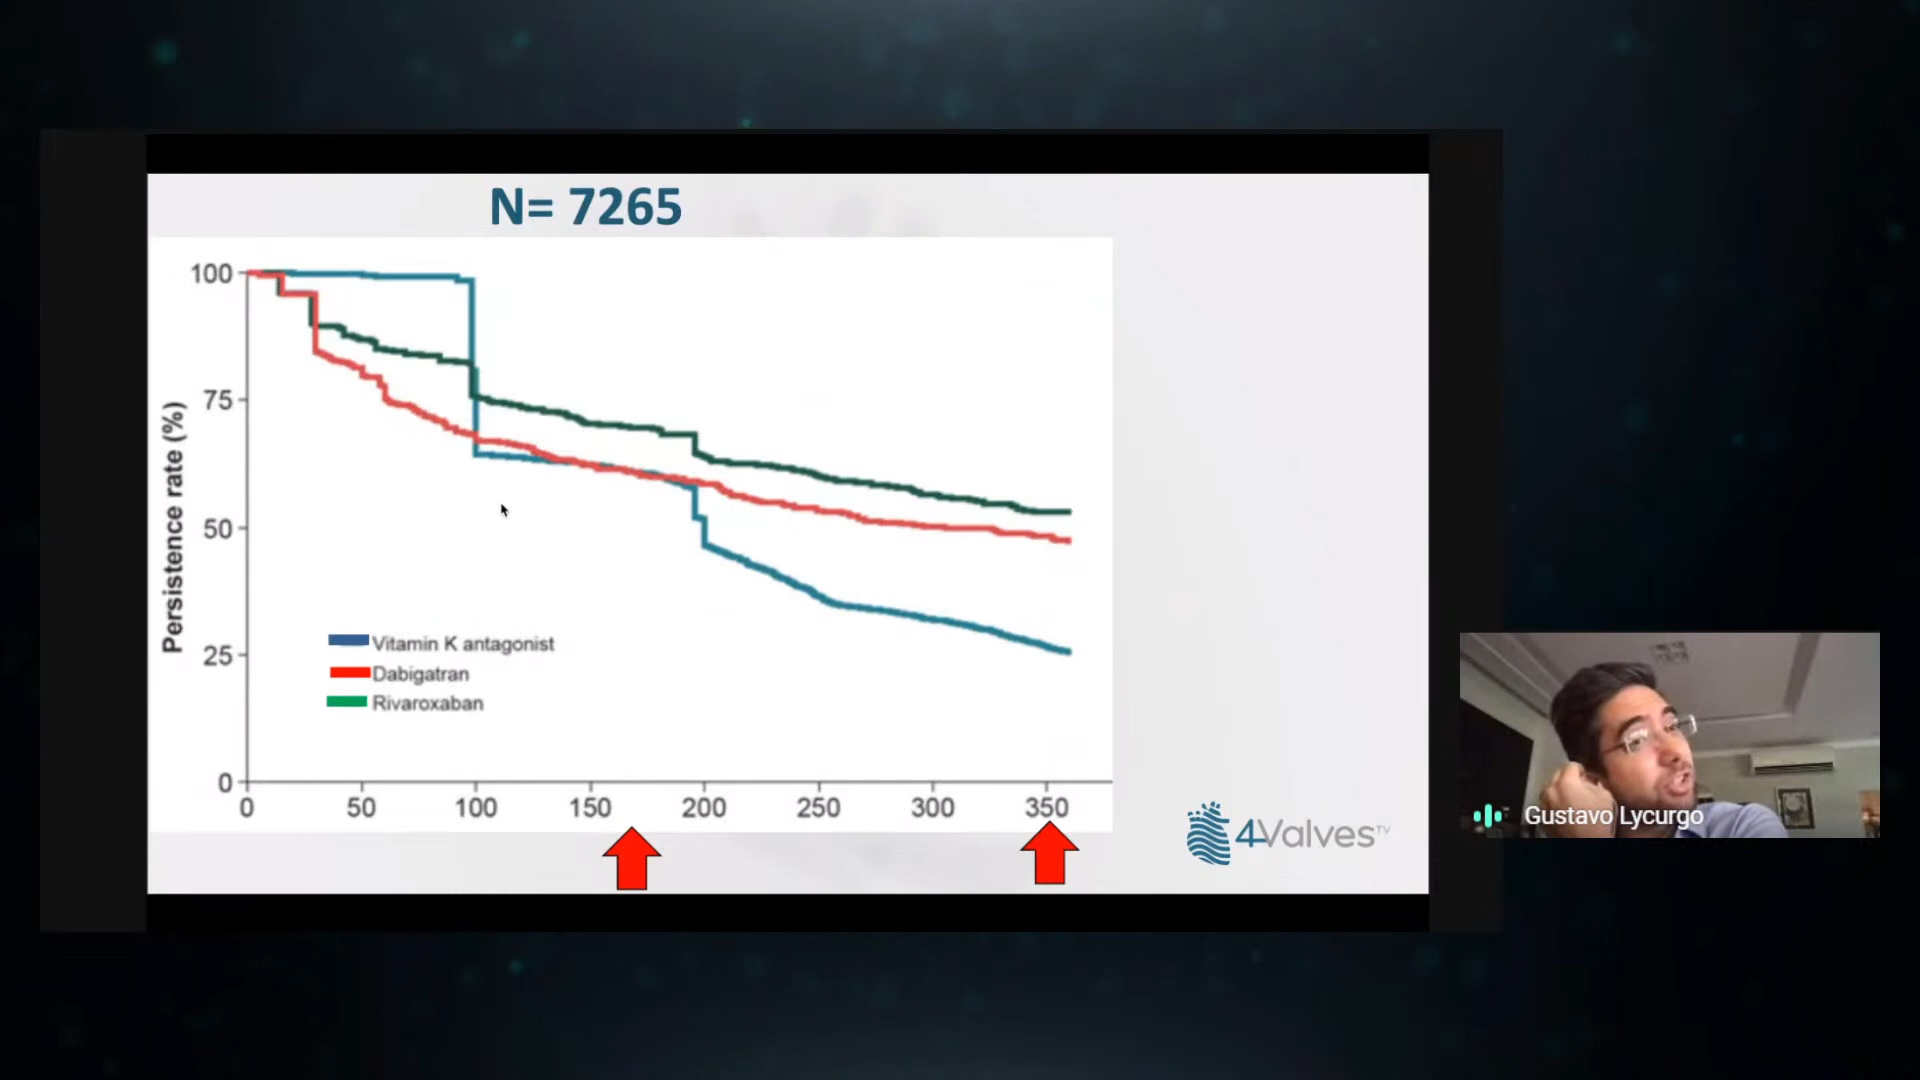 N= 7265
Persistence rate (%)
100
75
50
25
0
Vitamin K antagonist
Dabigatran
Rivaroxaban
0 50 100 150 200 250 300 350
4Valves TV
Gustavo Lycurgo